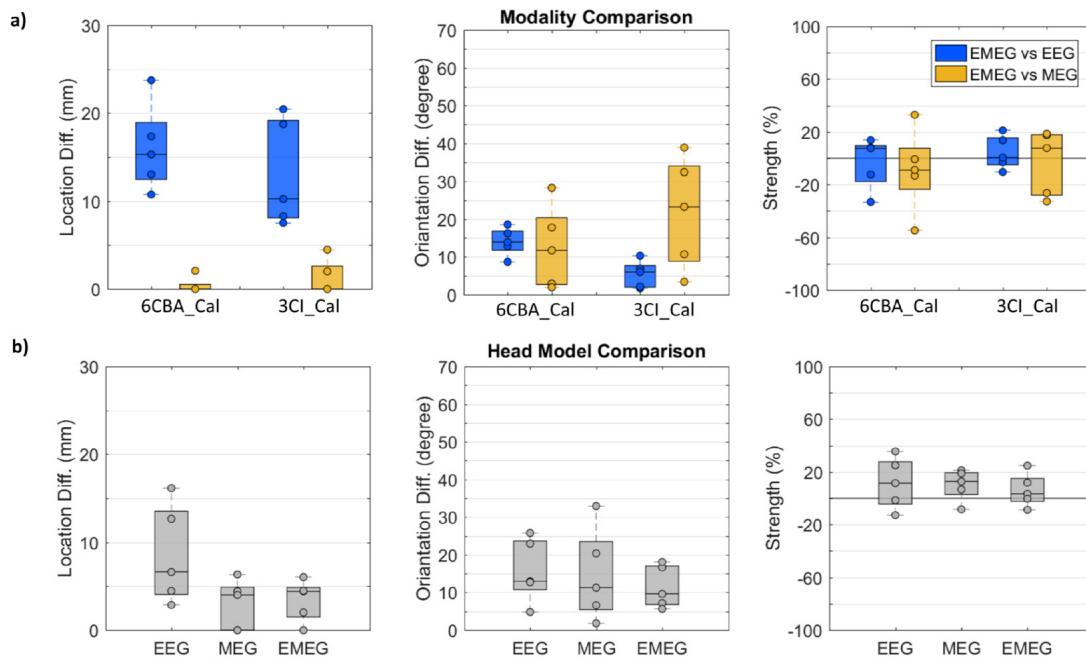 a)
Modality Comparison
Location Diff. (mm)
30
20
10
0
6CBA_Cal
3CI_Cal
Oriantation Diff. (degree)
70
60
50
40
30
20
10
0
6CBA_Cal
3CI_Cal
Strength (%)
100
60
20
-20
-60
-100
EMEG vs EEG
EMEG vs MEG
6CBA_Cal
3CI_Cal
b)
Head Model Comparison
Location Diff. (mm)
30
20
10
0
EEG
MEG
EMEG
Oriantation Diff. (degree)
70
60
50
40
30
20
10
0
EEG
MEG
EMEG
Strength (%)
100
60
20
-20
-60
-100
EEG
MEG
EMEG